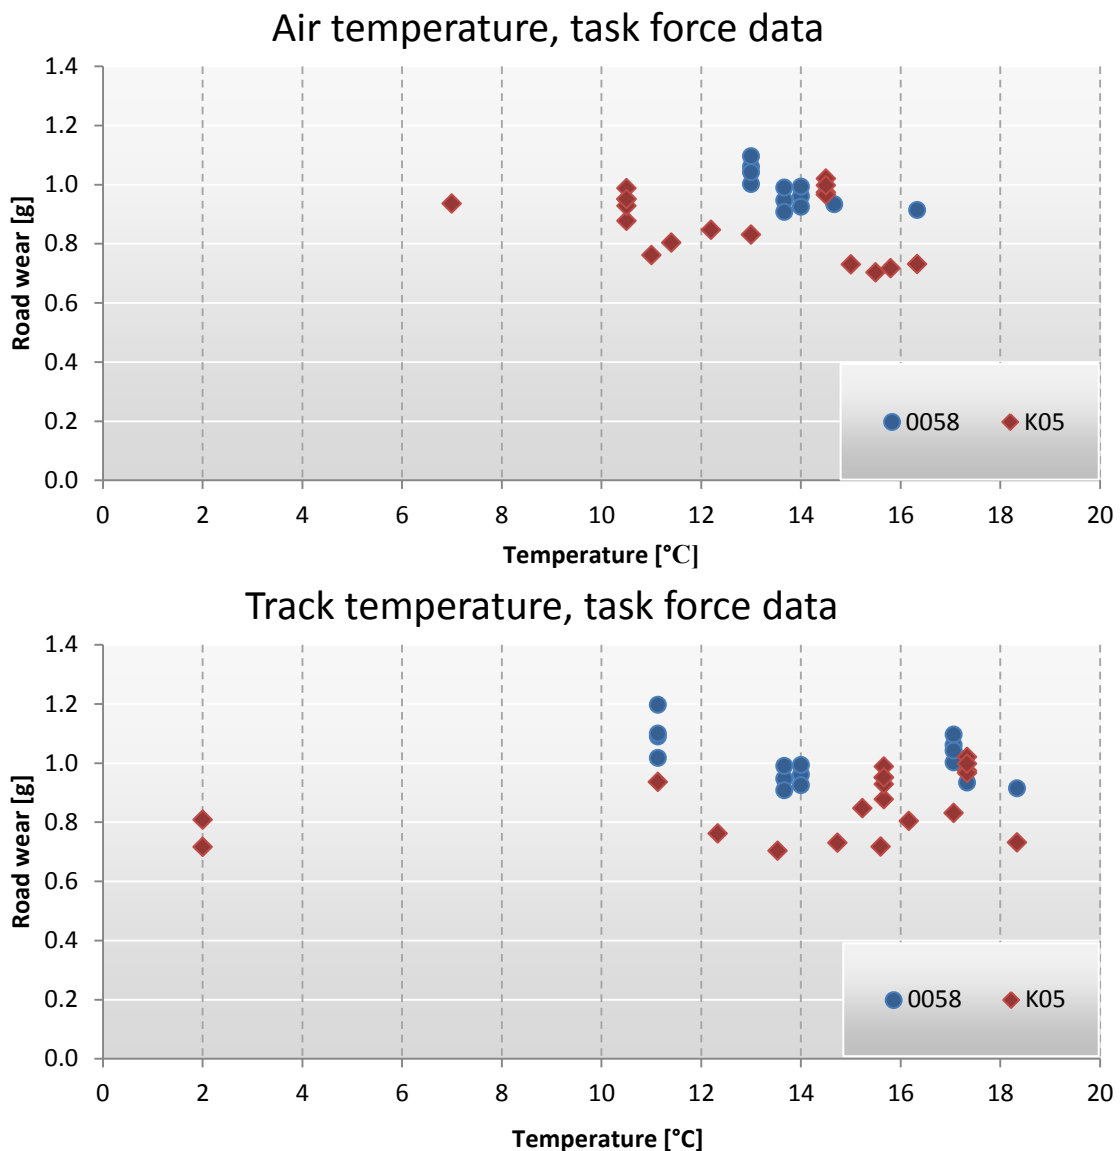 Air temperature, task force data
1.4
1.2
1.0
0.8
0.6
0.4
0.2
0.0
Road wear [g]
0058 K05
0 2 4 6 8 10 12 14 16 18 20
Temperature [°C]
Track temperature, task force data
1.4
1.2
1.0
0.8
0.6
0.4
0.2
0.0
Road wear [g]
0058 K05
0 2 4 6 8 10 12 14 16 18 20
Temperature [°C]